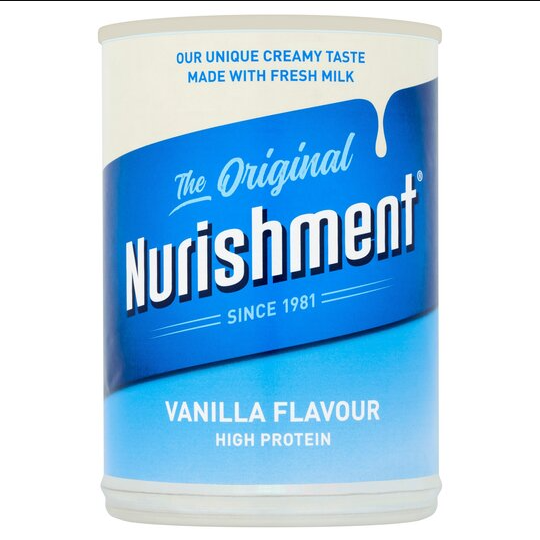 OUR UNIQUE CREAMY TASTE
MADE WITH FRESH MILK
The Original
Nurishment®
SINCE 1981
VANILLA FLAVOUR
HIGH PROTEIN